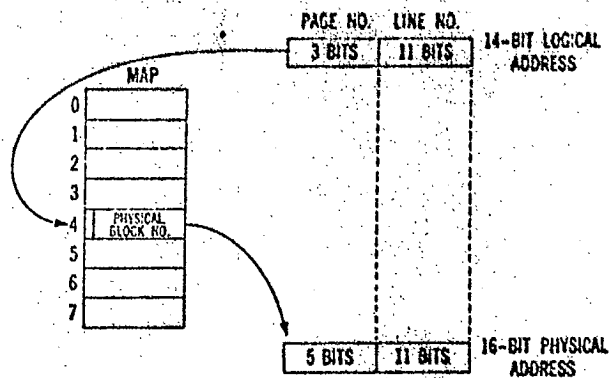 PAGE NO. LINE NO.
3 BITS 11 BITS 14-BIT LOGICAL
ADDRESS
MAP
0
1
2
3
4 PHYSICAL
BLOCK NO.
5
6
7
5 BITS 11 BITS 16-BIT PHYSICAL
ADDRESS